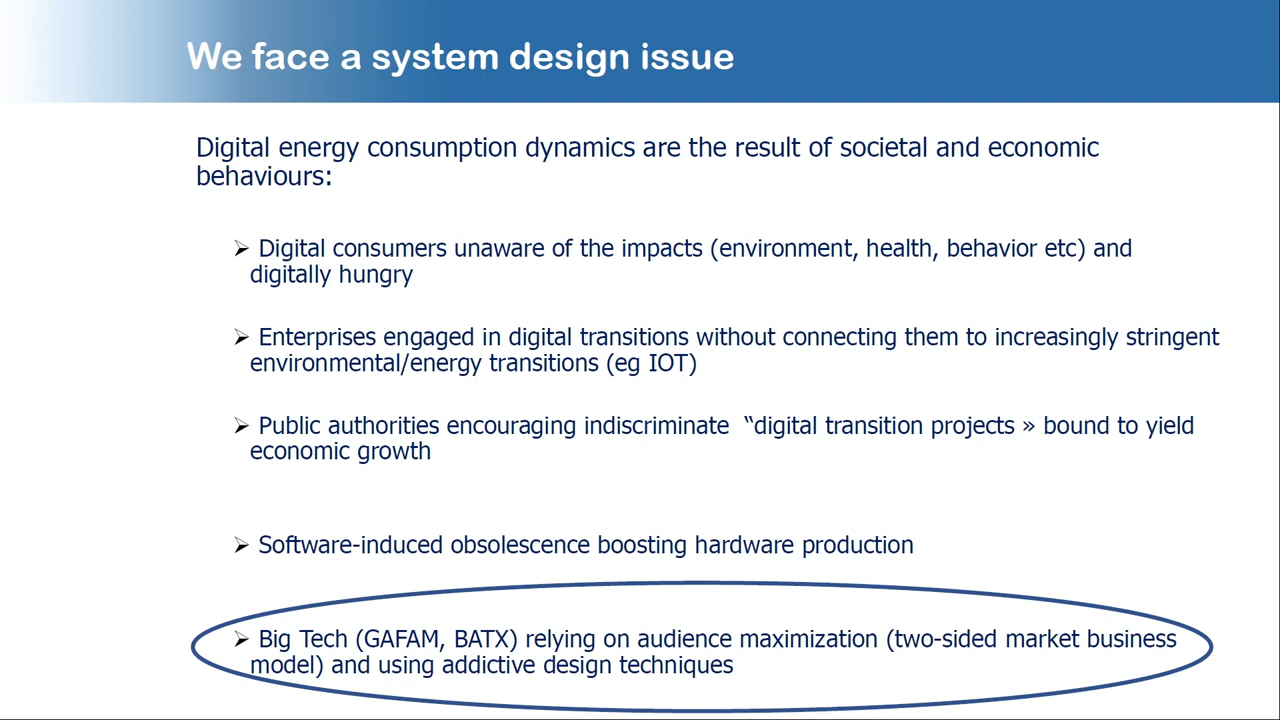 We face a system design issue
Digital energy consumption dynamics are the result of societal and economic
behaviours:
➢ Digital consumers unaware of the impacts (environment, health, behavior etc) and
digitally hungry
➢ Enterprises engaged in digital transitions without connecting them to increasingly stringent
environmental/energy transitions (eg IOT)
➢ Public authorities encouraging indiscriminate “digital transition projects » bound to yield
economic growth
➢ Software-induced obsolescence boosting hardware production
➢ Big Tech (GAFAM, BATX) relying on audience maximization (two-sided market business
model) and using addictive design techniques